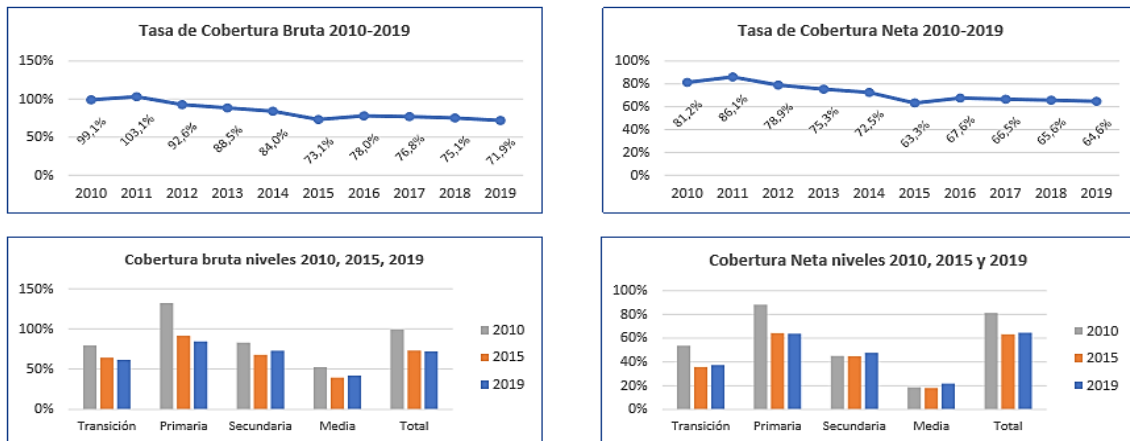 Tasa de Cobertura Bruta 2010-2019
150%
100%
50%
0%
99,1% 103,1% 92,6% 88,5% 84,0% 73,1% 78,0% 76,8% 75,1% 71,9%
2010 2011 2012 2013 2014 2015 2016 2017 2018 2019
Tasa de Cobertura Neta 2010-2019
100%
80%
60%
40%
20%
0%
81,2% 86,1% 78,9% 75,3% 72,5% 63,3% 67,6% 66,5% 65,6% 64,6%
2010 2011 2012 2013 2014 2015 2016 2017 2018 2019
Cobertura bruta niveles 2010, 2015, 2019
150%
100%
50%
0%
Transición Primaria Secundaria Media Total
2010
2015
2019
Cobertura Neta niveles 2010, 2015 y 2019
100%
80%
60%
40%
20%
0%
Transición Primaria Secundaria Media Total
2010
2015
2019